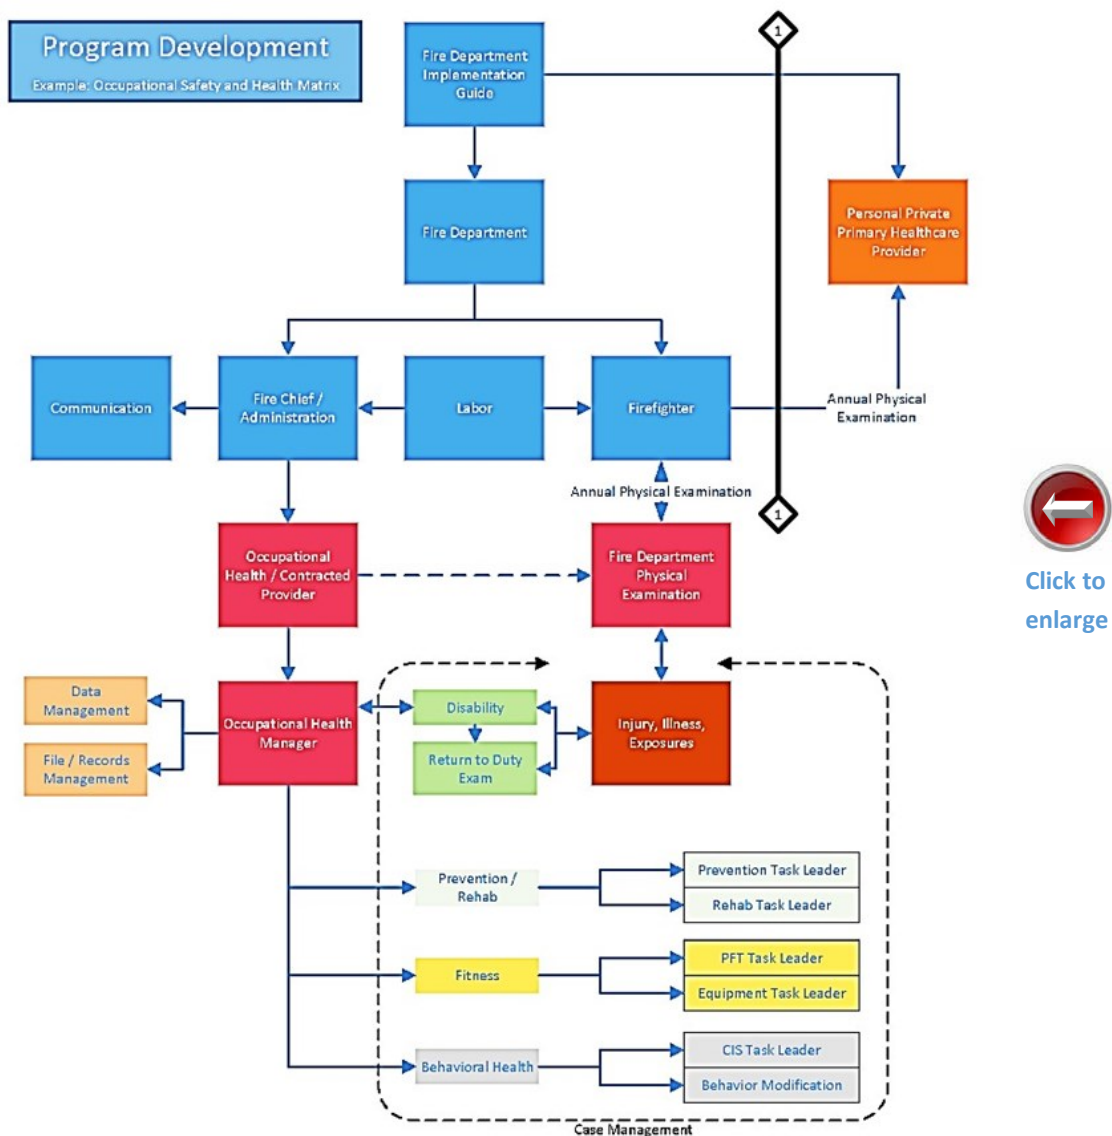 Program Development
Example: Occupational Safety and Health Matrix
Fire Department
Implementation
Guide
1
Fire Department
Personal Private
Primary Healthcare
Provider
Communication
Fire Chief /
Administration
Labor
Firefighter
Annual Physical
Examination
Annual Physical Examination
1
Occupational
Health / Contracted
Provider
Fire Department
Physical
Examination
Click to
enlarge
Data
Management
File / Records
Management
Occupational Health
Manager
Disability
Return to Duty
Exam
Injury, Illness,
Exposures
Prevention /
Rehab
Prevention Task Leader
Rehab Task Leader
Fitness
PFT Task Leader
Equipment Task Leader
Behavioral Health
CIS Task Leader
Behavior Modification
Case Management